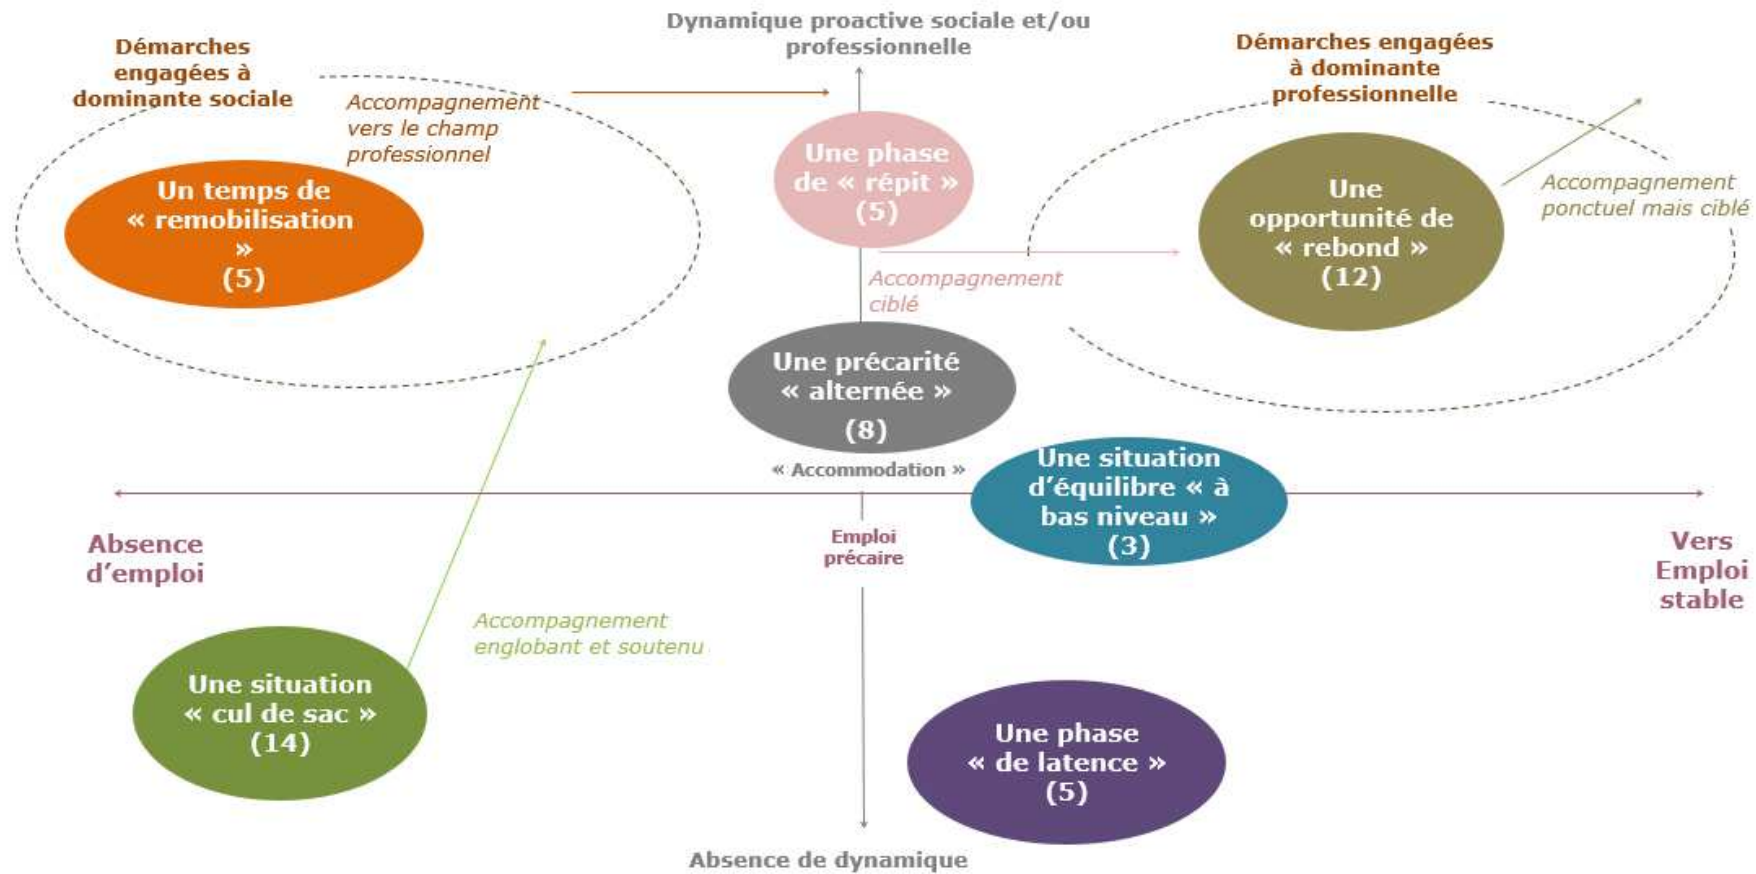 Dynamique proactive sociale et/ou
professionnelle
Démarches
engagées à
dominante sociale
Accompagnement
vers le champ
professionnel
Démarches engagées
à dominante
professionnelle
Un temps de
« remobilisation
»
(5)
Une phase
de « répit »
(5)
Une
opportunité de
« rebond »
(12)
Accompagnement
ponctuel mais ciblé
Accompagnement
ciblé
Une précarité
« alternée »
(8)
« Accommodation »
Une situation
d’équilibre « à
bas niveau »
(3)
Absence
d’emploi
Emploi
précaire
Vers
Emploi
stable
Accompagnement
englobant et soutenu
Une situation
« cul de sac »
(14)
Une phase
« de latence »
(5)
Absence de dynamique